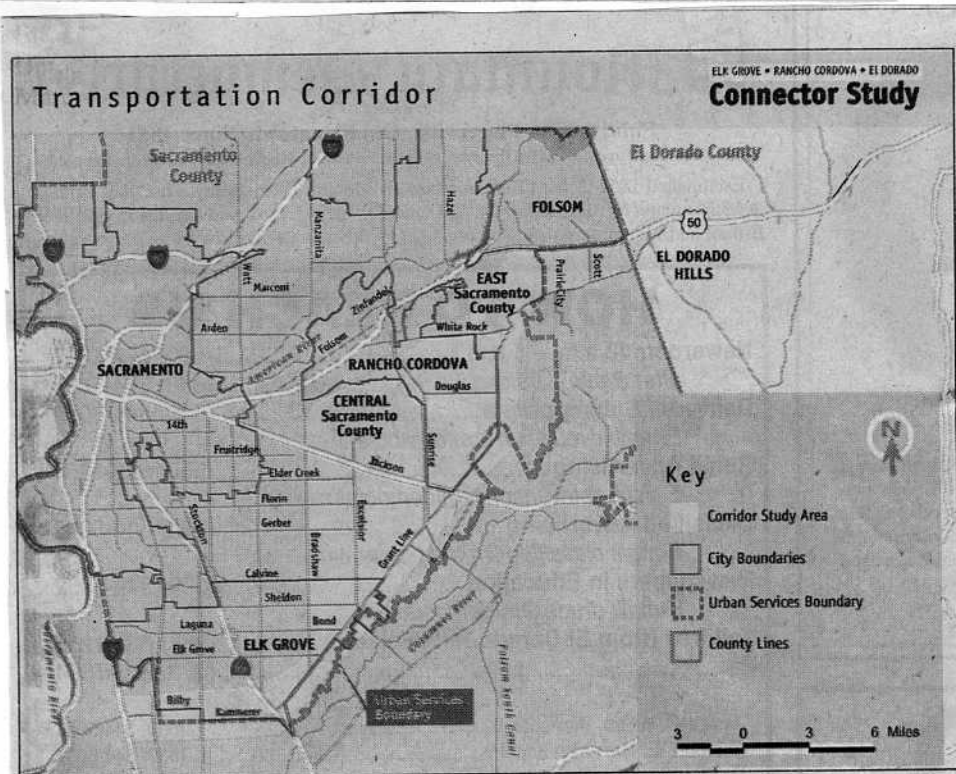 ELK GROVE • RANCHO CORDOVA • EL DORADO
Transportation Corridor
Connector Study
Sacramento
County
El Dorado County
Hazel
FOLSOM
50
Manzanita
EL DORADO
HILLS
Watt
Marconi
EAST
Sacramento
County
Prairie City
Scott
Zinfandel
White Rock
Arden
American River
Folsom
SACRAMENTO
RANCHO CORDOVA
Douglas
CENTRAL
Sacramento
County
14th
Fruitridge
Jackson
Sunrise
N
Elder Creek
Florin
Gerber
Stockton
Bradshaw
Excelsior
Grant Line
Calvine
Sheldon
Laguna
Bond
Elk Grove
ELK GROVE
Cosumnes River
Sacramento River
Folsom South Canal
Bilby
Kammerer
Urban Services
Boundary
Key
Corridor Study Area
City Boundaries
Urban Services Boundary
County Lines
3 0 3 6 Miles